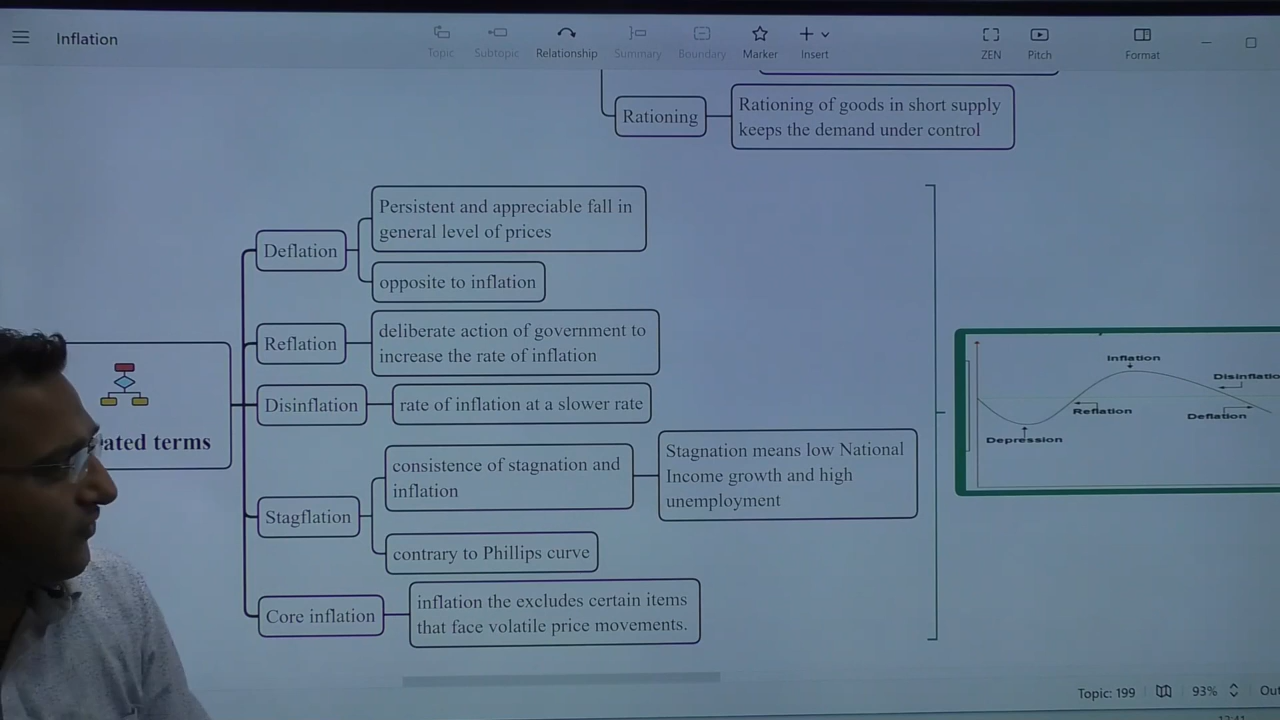 Inflation
Topic
Subtopic
Relationship
Summary
Boundary
Marker
Insert
ZEN
Pitch
Format
Rationing
Rationing of goods in short supply
keeps the demand under control
Deflation
Persistent and appreciable fall in
general level of prices
opposite to inflation
Reflation
deliberate action of government to
increase the rate of inflation
Disinflation
rate of inflation at a slower rate
ated terms
Stagflation
consistence of stagnation and
inflation
Stagnation means low National
Income growth and high
unemployment
contrary to Phillips curve
Core inflation
inflation the excludes certain items
that face volatile price movements.
Inflation
Disinflatio
Reflation
Deflation
Depression
Topic: 199
93%
Out